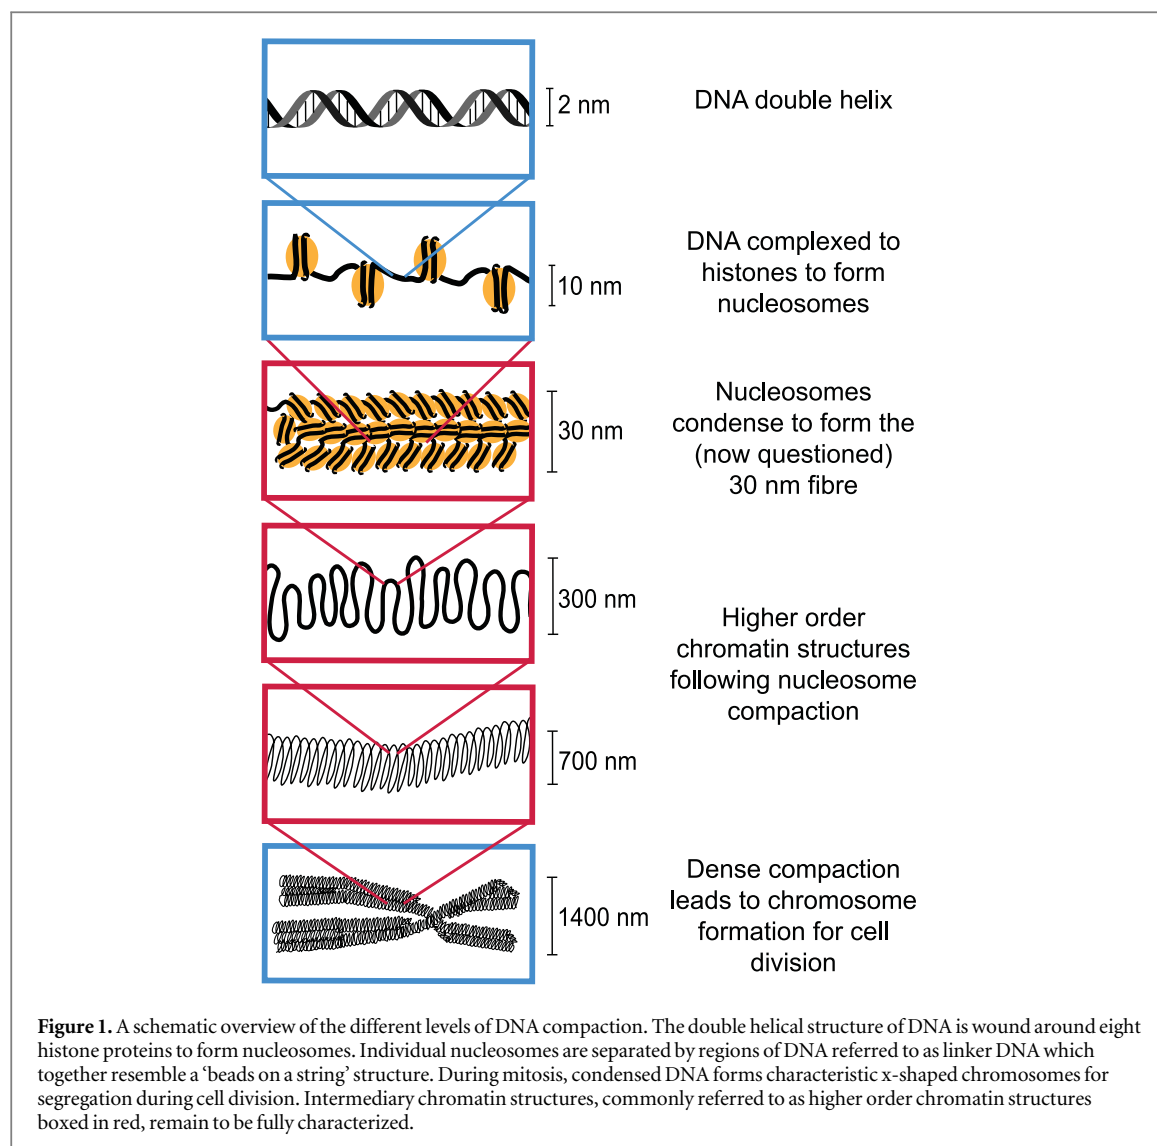 2 nm
DNA double helix
10 nm
DNA complexed to
histones to form
nucleosomes
30 nm
Nucleosomes
condense to form the
(now questioned)
30 nm fibre
300 nm
Higher order
chromatin structures
following nucleosome
compaction
700 nm
1400 nm
Dense compaction
leads to chromosome
formation for cell
division
Figure 1. A schematic overview of the different levels of DNA compaction. The double helical structure of DNA is wound around eight
histone proteins to form nucleosomes. Individual nucleosomes are separated by regions of DNA referred to as linker DNA which
together resemble a ‘beads on a string’ structure. During mitosis, condensed DNA forms characteristic x-shaped chromosomes for
segregation during cell division. Intermediary chromatin structures, commonly referred to as higher order chromatin structures
boxed in red, remain to be fully characterized.